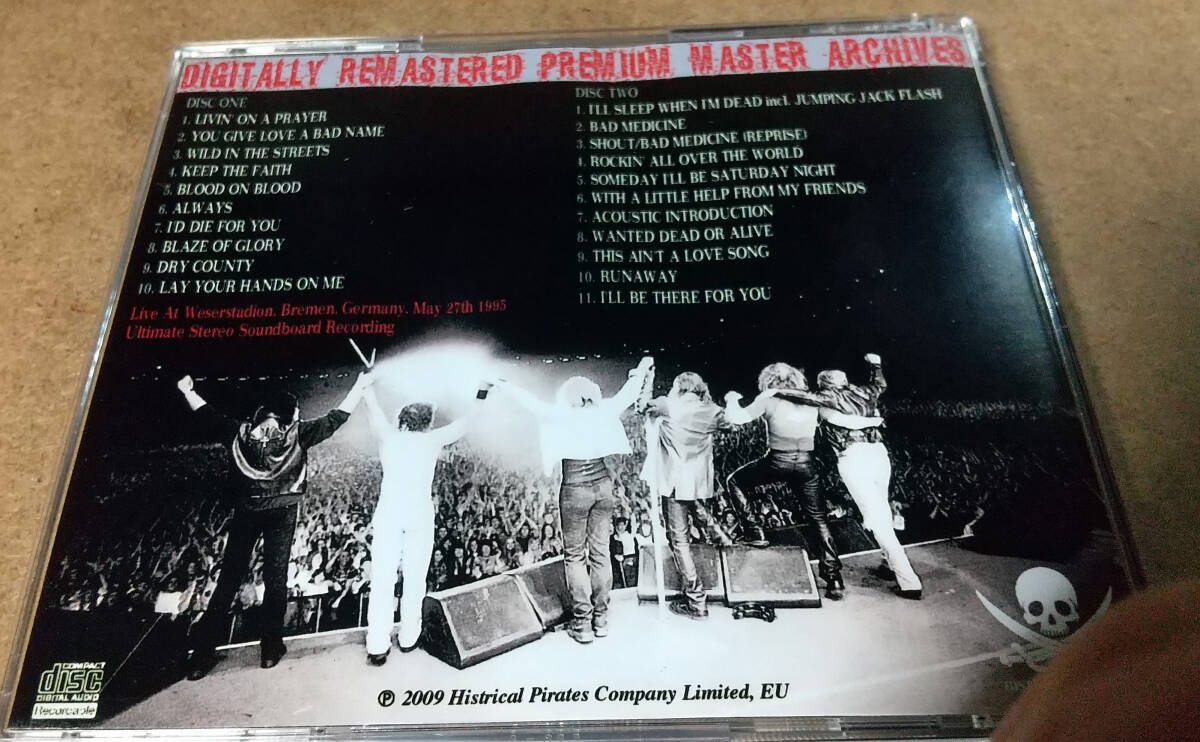 DIGITALLY REMASTERED PREMIUM MASTER ARCHIVES
DISC ONE
1. LIVIN' ON A PRAYER
2. YOU GIVE LOVE A BAD NAME
3. WILD IN THE STREETS
4. KEEP THE FAITH
5. BLOOD ON BLOOD
6. ALWAYS
7. I'D DIE FOR YOU
8. BLAZE OF GLORY
9. DRY COUNTY
10. LAY YOUR HANDS ON ME
Live At Weserstadion, Bremen, Germany, May 27th 1995
Ultimate Stereo Soundboard Recording
DISC TWO
1. I'LL SLEEP WHEN I'M DEAD incl. JUMPING JACK FLASH
2. BAD MEDICINE
3. SHOUT/BAD MEDICINE (REPRISE)
4. ROCKIN' ALL OVER THE WORLD
5. SOMEDAY I'LL BE SATURDAY NIGHT
6. WITH A LITTLE HELP FROM MY FRIENDS
7. ACOUSTIC INTRODUCTION
8. WANTED DEAD OR ALIVE
9. THIS AIN'T A LOVE SONG
10. RUNAWAY
11. I'LL BE THERE FOR YOU
COMPACT
disc
DIGITAL AUDIO
Recordable
℗ 2009 Histrical Pirates Company Limited, EU